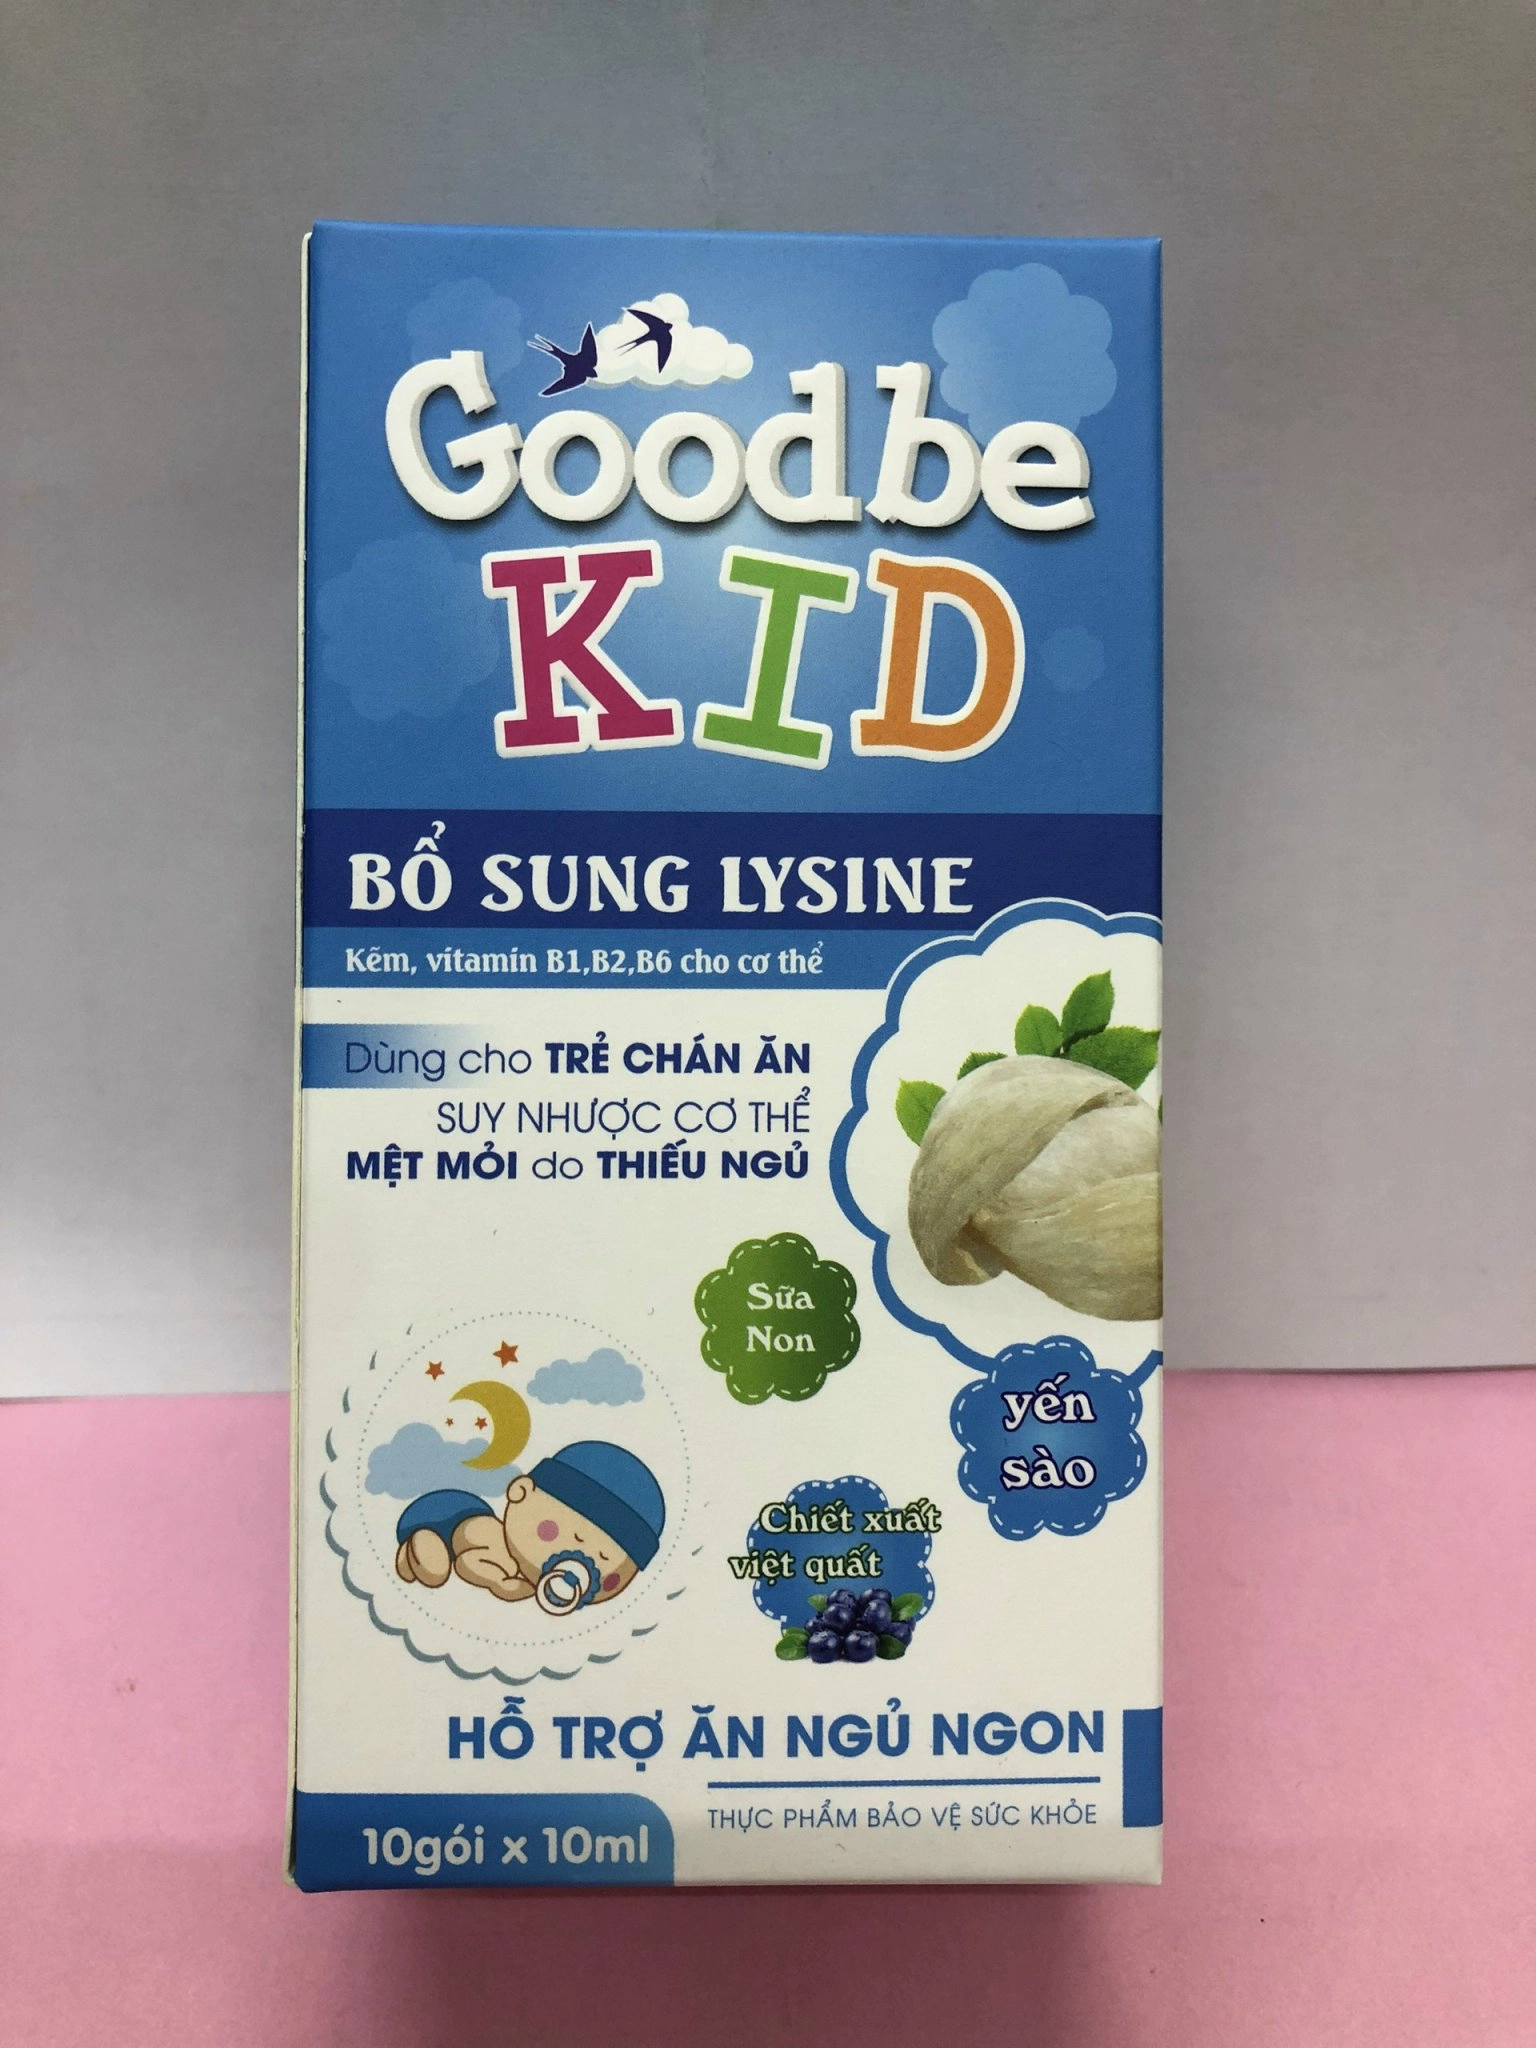 Goodbe
KID
BỔ SUNG LYSINE
Kẽm, vitamin B1,B2,B6 cho cơ thể
Dùng cho TRẺ CHÁN ĂN
SUY NHƯỢC CƠ THỂ
MỆT MỎI do THIẾU NGỦ
Sữa
Non
yến
sào
Chiết xuất
việt quất
HỖ TRỢ ĂN NGỦ NGON
THỰC PHẨM BẢO VỆ SỨC KHỎE
10gói x 10ml